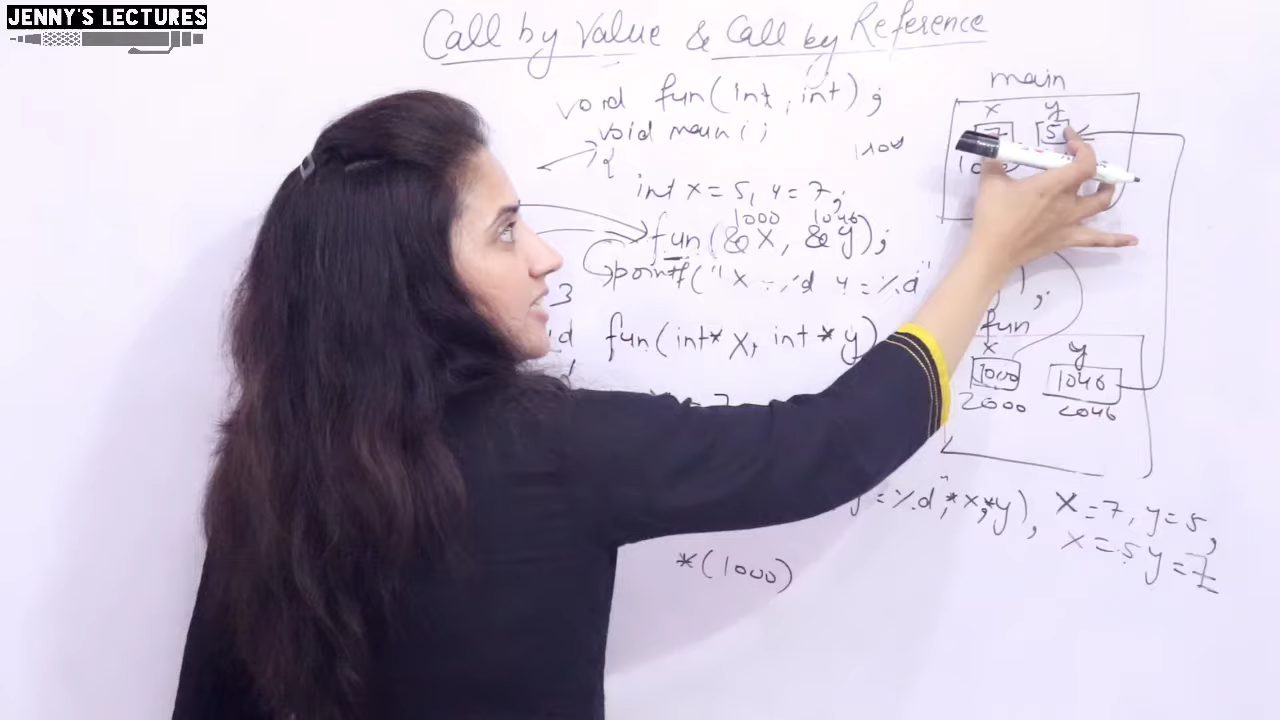 JENNY'S LECTURES
Call by Value & Call by Reference
void fun(int, int);
void main();
{
int x = 5, y = 7;
1000 1046
fun(&x, &y);
printf("x = %d y = %d"
}
fun(int* x, int *y)
y = %d", *x, *y),
*(1000)
main
x y
7 5
fun
x y
1000 1046
2000 2046
x = 7, y = 5,
x = 5 y = 7